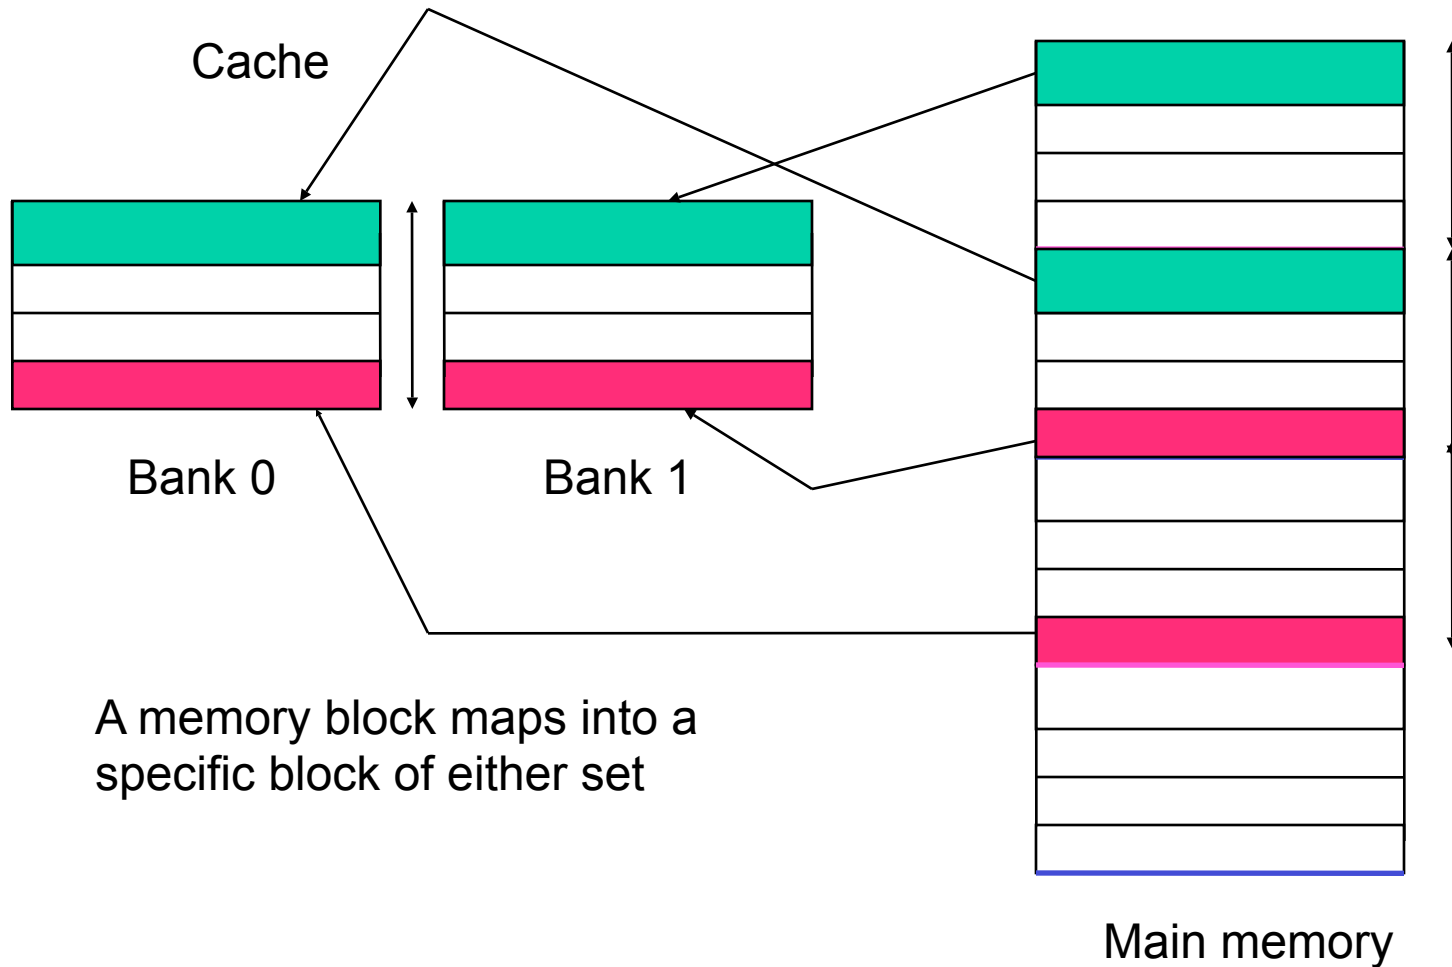 Cache
Bank 0
Bank 1
A memory block maps into a
specific block of either set
Main memory